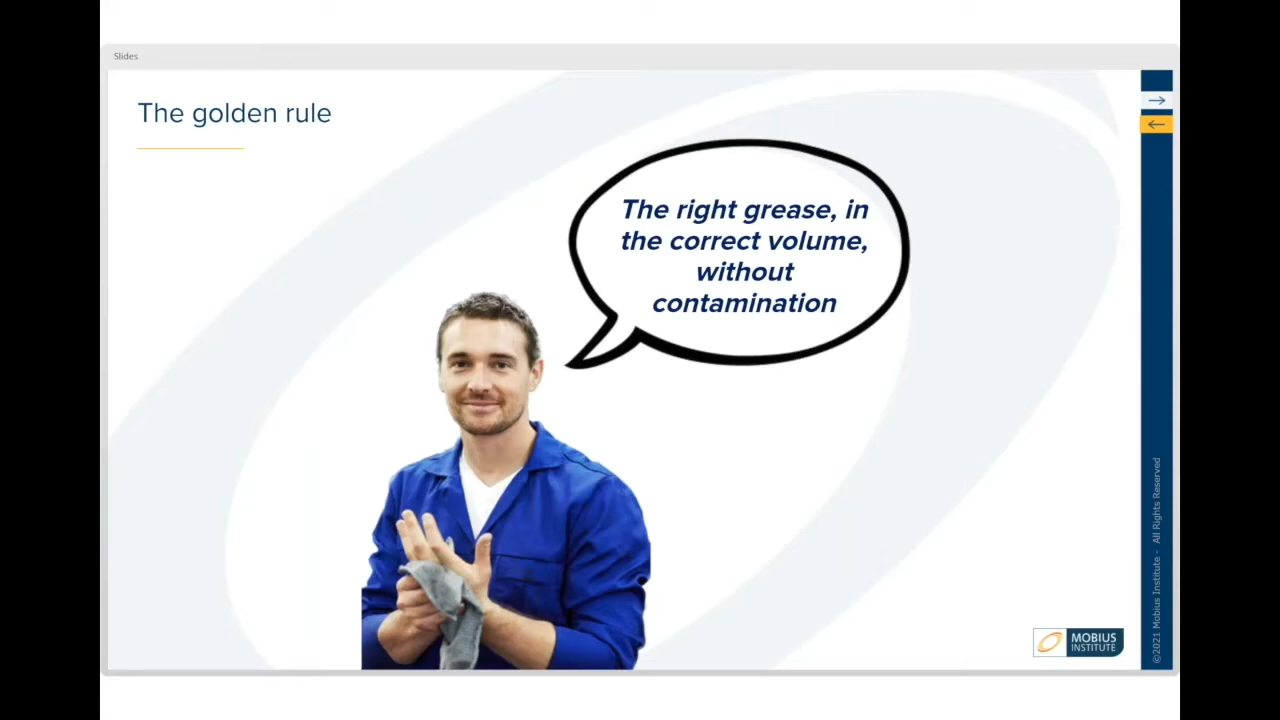 Slides
The golden rule
The right grease, in
the correct volume,
without
contamination
MOBIUS
INSTITUTE
©2021 Mobius Institute - All Rights Reserved